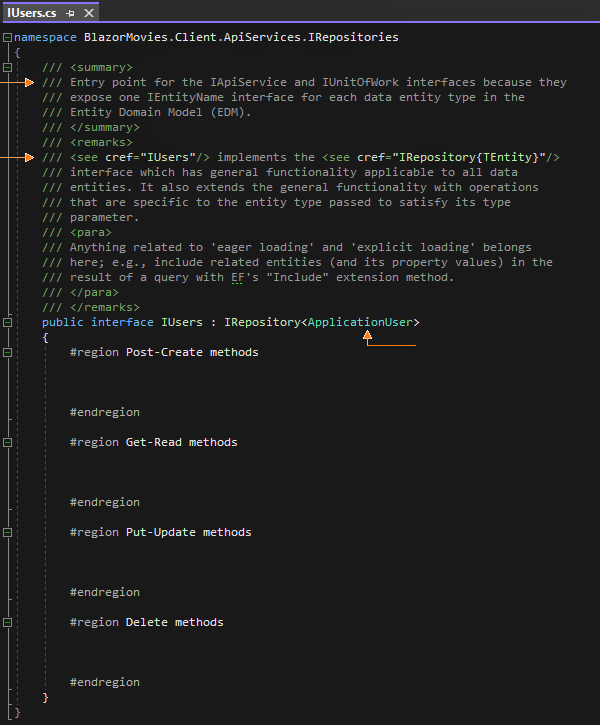 IUsers.cs
namespace BlazorMovies.Client.ApiServices.IRepositories
{
/// <summary>
/// Entry point for the IApiService and IUnitOfWork interfaces because they
/// expose one IEntityName interface for each data entity type in the
/// Entity Domain Model (EDM).
/// </summary>
/// <remarks>
/// <see cref="IUsers"/> implements the <see cref="IRepository{TEntity}"/>
/// interface which has general functionality applicable to all data
/// entities. It also extends the general functionality with operations
/// that are specific to the entity type passed to satisfy its type
/// parameter.
/// <para>
/// Anything related to 'eager loading' and 'explicit loading' belongs
/// here; e.g., include related entities (and its property values) in the
/// result of a query with EF's "Include" extension method.
/// </para>
/// </remarks>
public interface IUsers : IRepository<ApplicationUser>
{
#region Post-Create methods
#endregion
#region Get-Read methods
#endregion
#region Put-Update methods
#endregion
#region Delete methods
#endregion
}
}